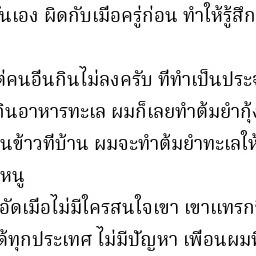 นเอง ผิดกับเมื่อครู่ก่อน ทำให้รู้สึก
ต่คนอื่นกินไม่ลงครับ ที่ทำเป็นประจ
กินอาหารทะเล ผมก็เลยทำต้มยำกุ้ง
นข้าวที่บ้าน ผมจะทำต้มยำทะเลให้
หนู
อัดเมื่อไม่มีใครสนใจเขา เขาแทรกก
ด้ทุกประเทศ ไม่มีปัญหา เพื่อนผมที่